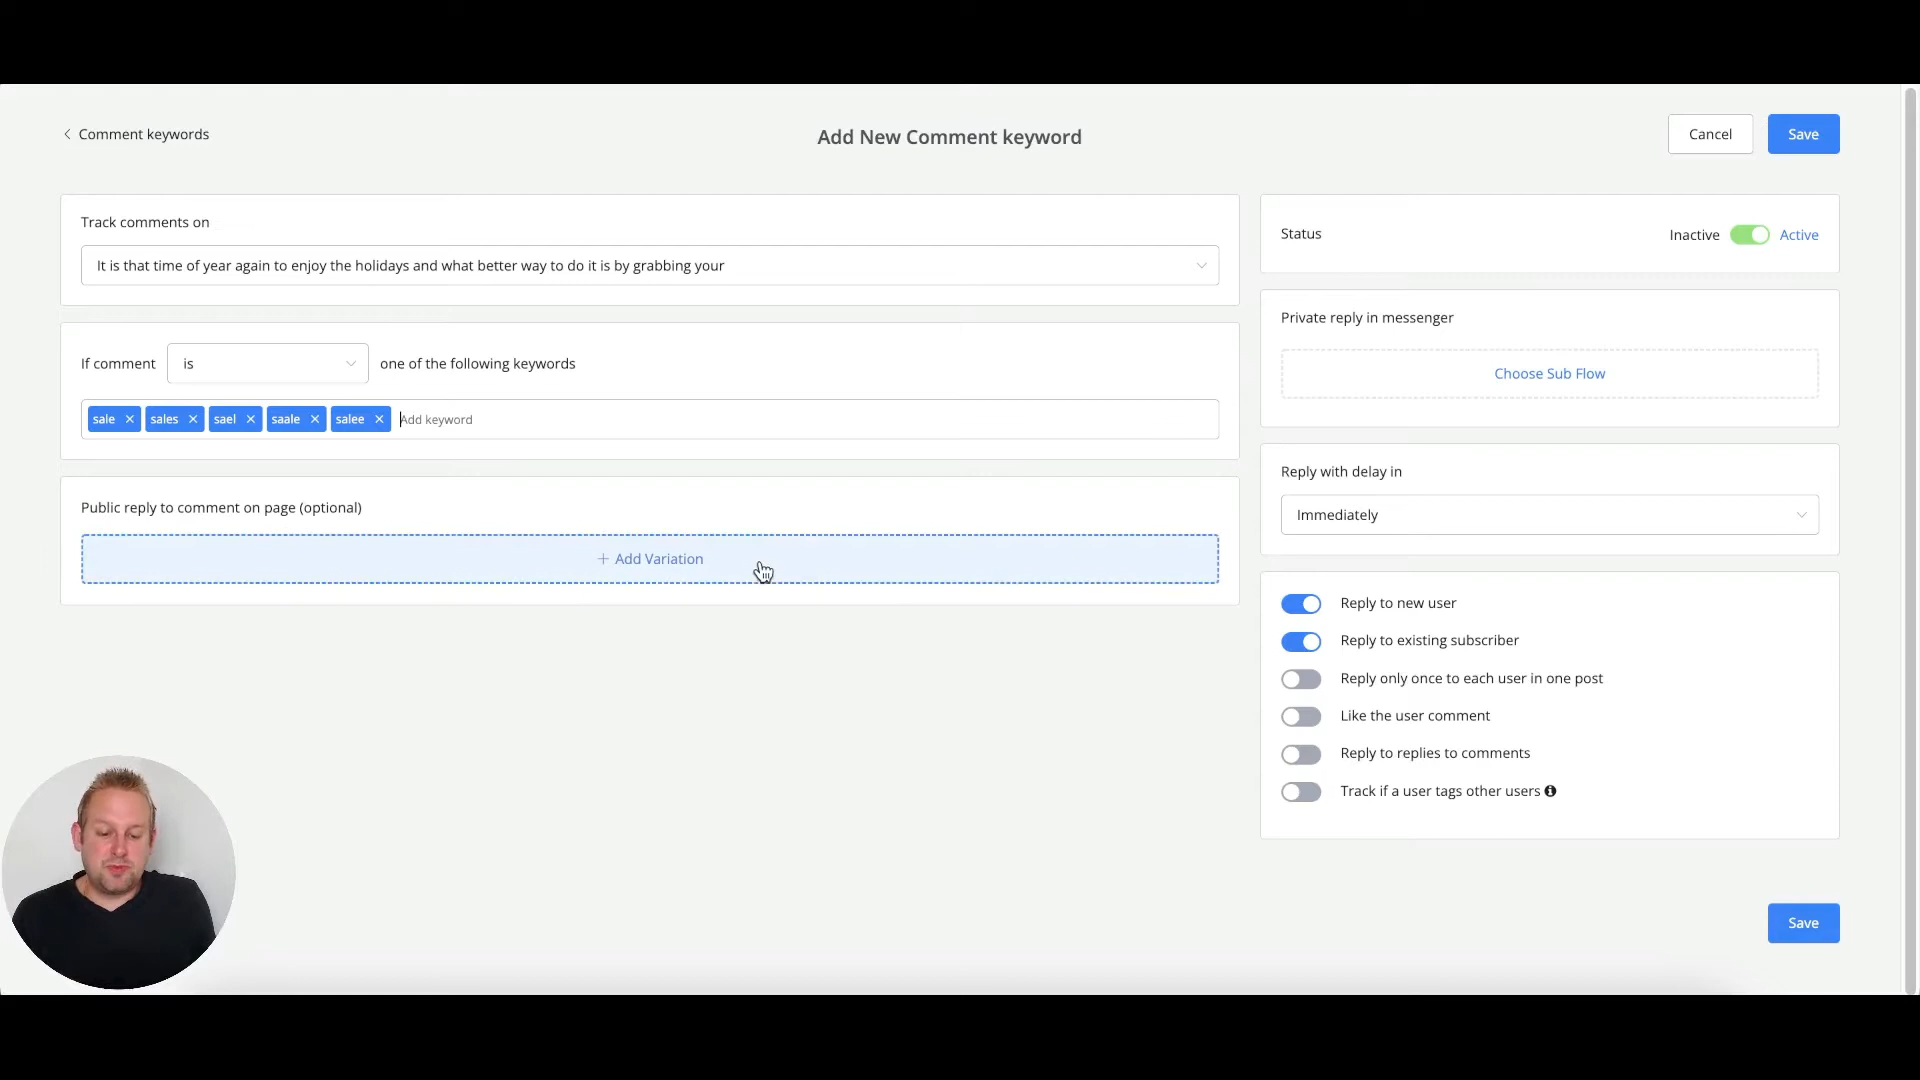 Comment keywords
Add New Comment keyword
Cancel
Save
Track comments on
It is that time of year again to enjoy the holidays and what better way to do it is by grabbing your
If comment
is
one of the following keywords
sale
sales
sael
saale
salee
Add keyword
Public reply to comment on page (optional)
+ Add Variation
Status
Inactive
Active
Private reply in messenger
Choose Sub Flow
Reply with delay in
Immediately
Reply to new user
Reply to existing subscriber
Reply only once to each user in one post
Like the user comment
Reply to replies to comments
Track if a user tags other users
Save